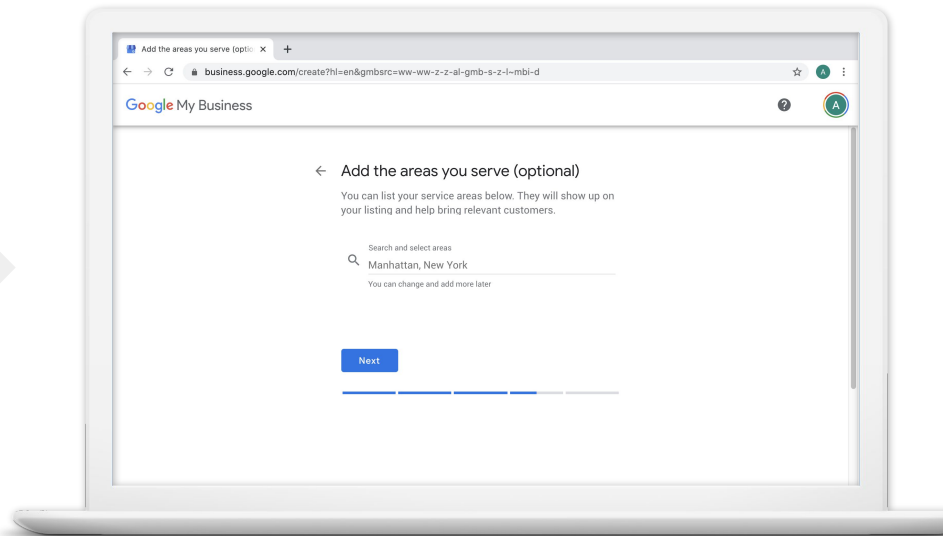 Add the areas you serve (optio
business.google.com/create?hl=en&gmbsrc=ww-ww-z-z-al-gmb-s-z-l~mbi-d
A
Google My Business
A
Add the areas you serve (optional)
You can list your service areas below. They will show up on
your listing and help bring relevant customers.
Search and select areas
Manhattan, New York
You can change and add more later
Next